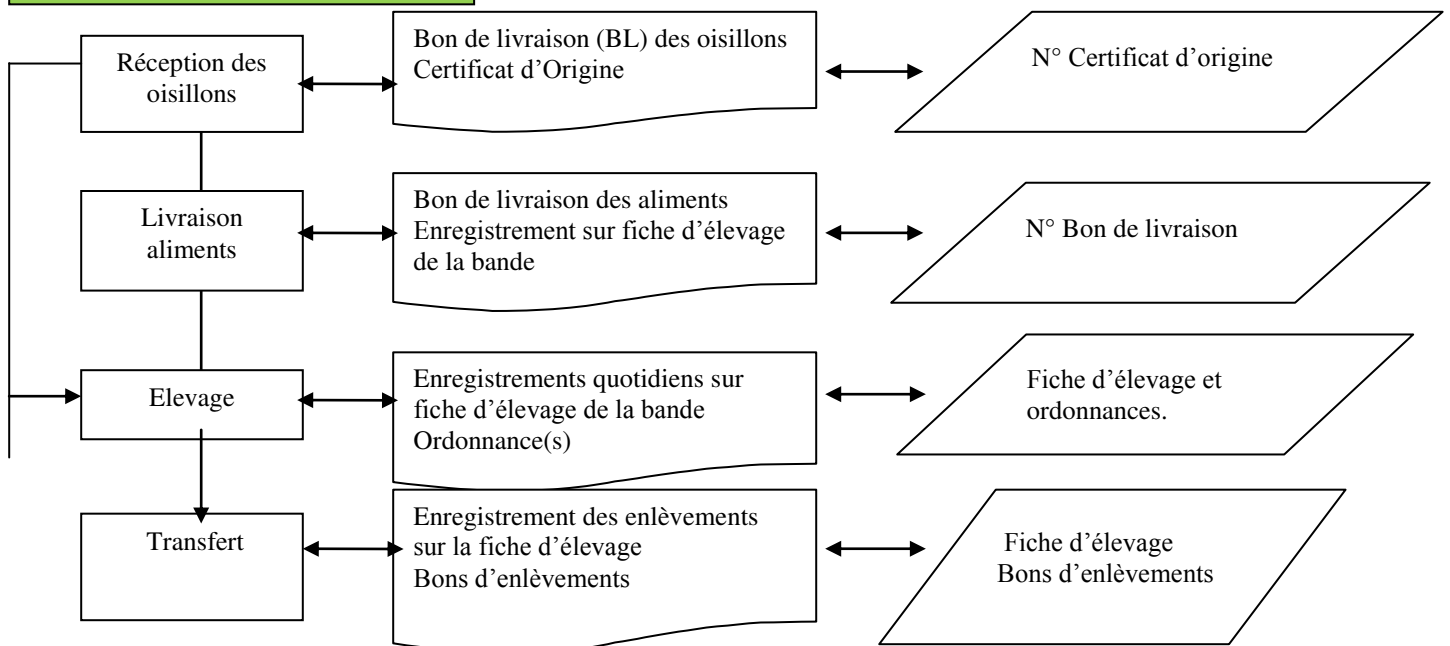 Réception des
oisillons
Bon de livraison (BL) des oisillons
Certificat d’Origine
N° Certificat d’origine
Livraison
aliments
Bon de livraison des aliments
Enregistrement sur fiche d’élevage
de la bande
N° Bon de livraison
Elevage
Enregistrements quotidiens sur
fiche d’élevage de la bande
Ordonnance(s)
Fiche d’élevage et
ordonnances.
Transfert
Enregistrement des enlèvements
sur la fiche d’élevage
Bons d’enlèvements
Fiche d’élevage
Bons d’enlèvements